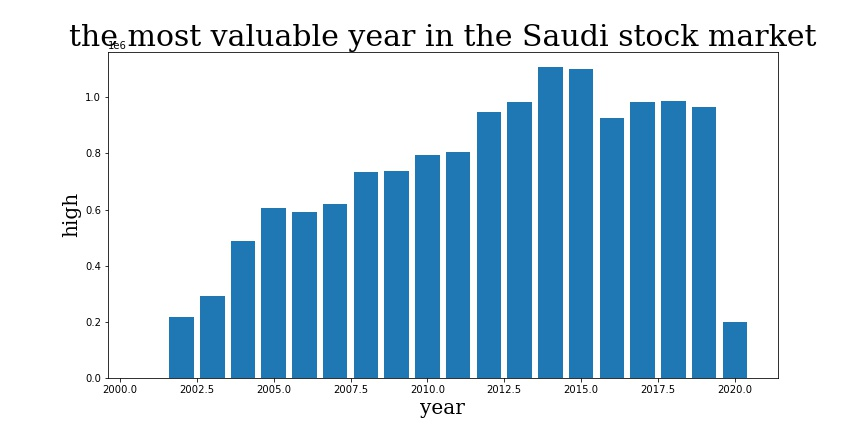 the most valuable year in the Saudi stock market
1e6
1.0
0.8
0.6
0.4
0.2
0.0
high
2000.0 2002.5 2005.0 2007.5 2010.0 2012.5 2015.0 2017.5 2020.0
year